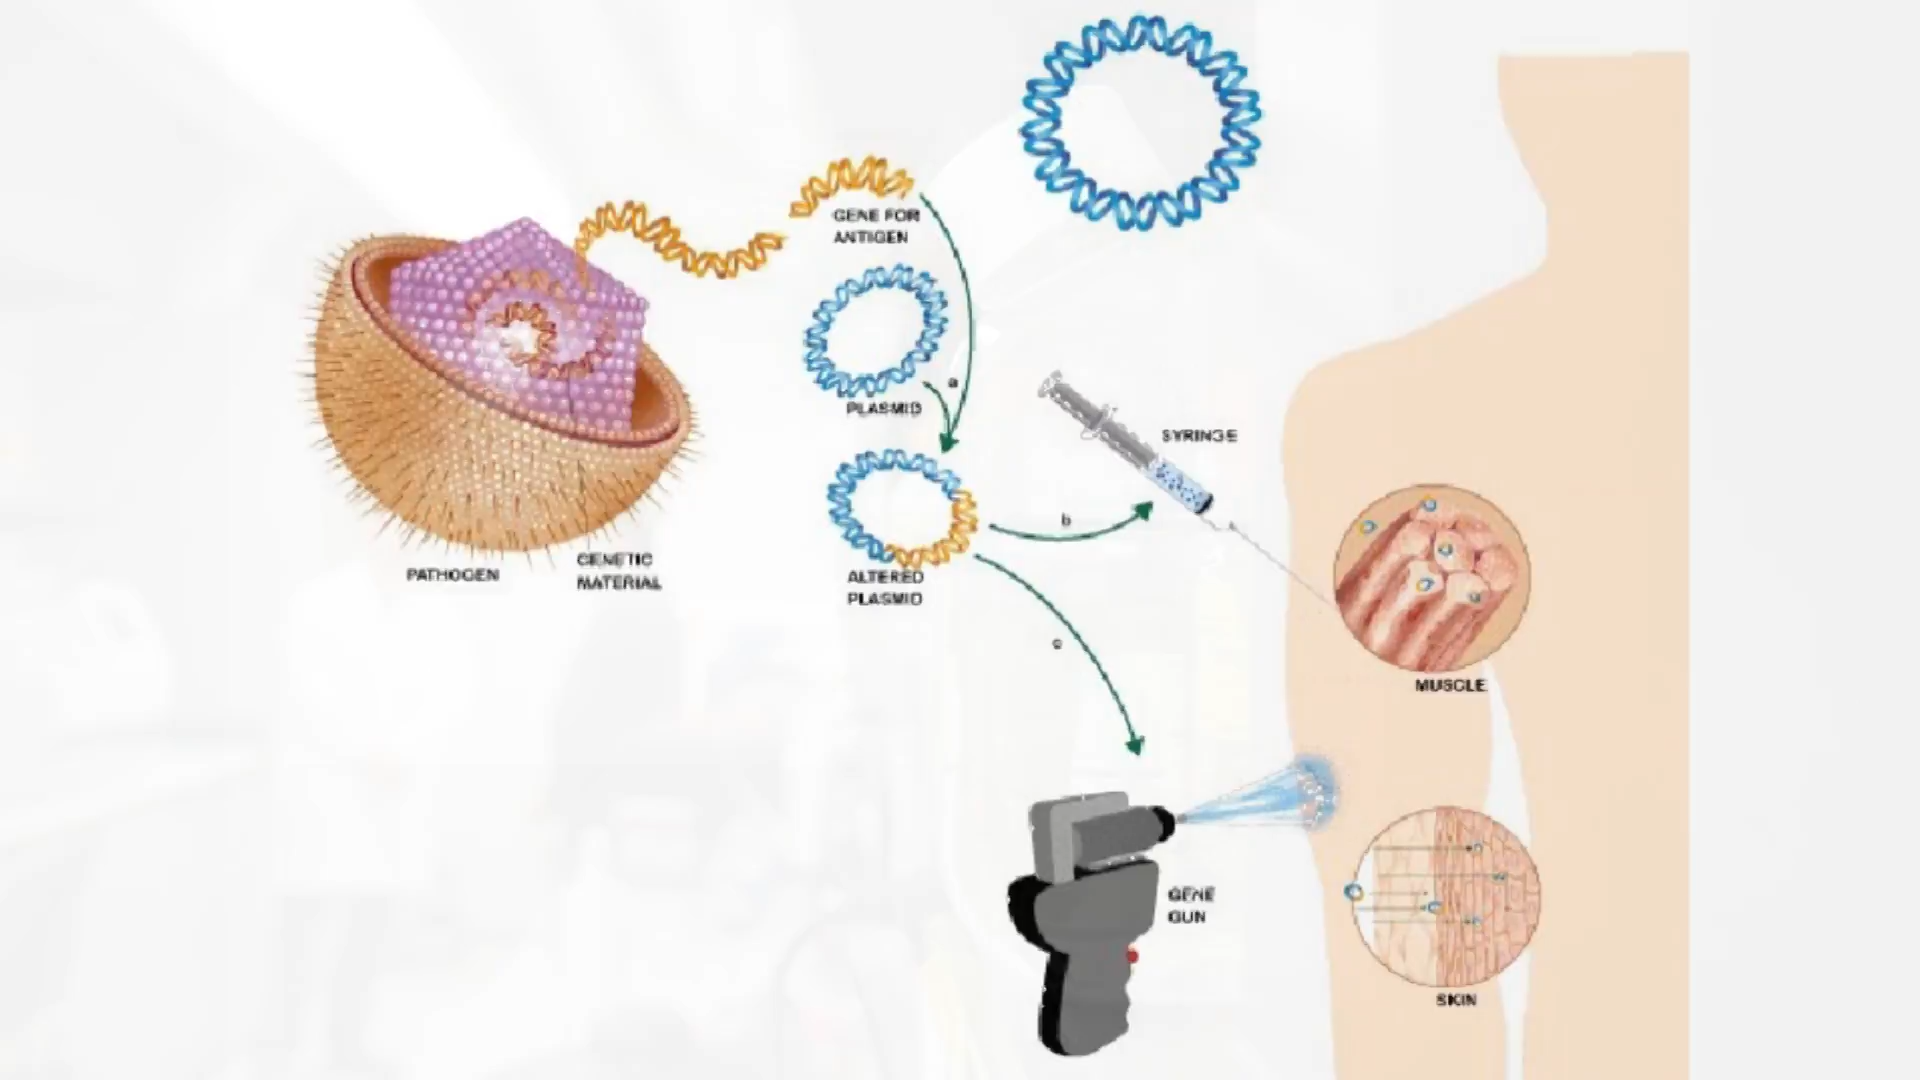 GENE FOR
ANTIGEN
a
PLASMID
SYRINGE
b
PATHOGEN
GENETIC
MATERIAL
ALTERED
PLASMID
c
MUSCLE
GENE
GUN
SKIN